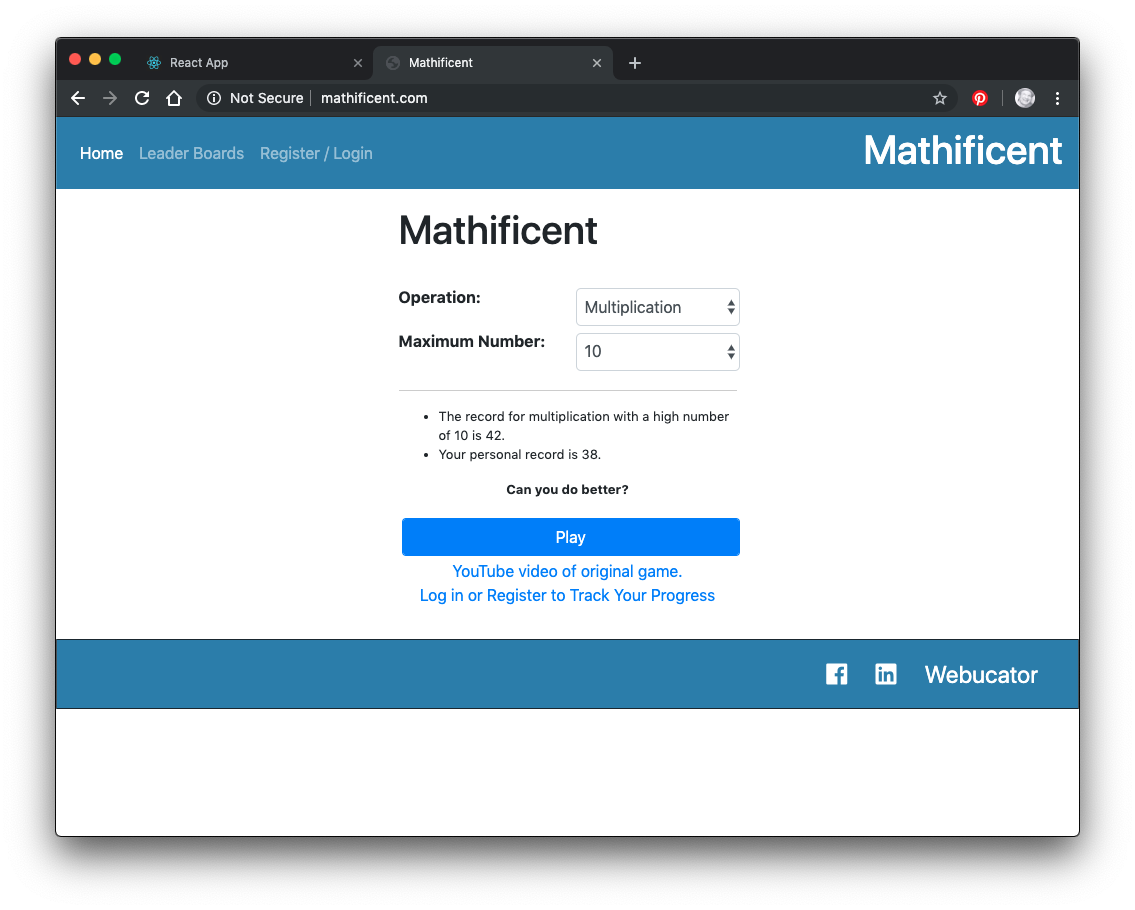 React App
Mathificent
Not Secure
mathificent.com
Home
Leader Boards
Register / Login
Mathificent
Mathificent
Operation:
Multiplication
Maximum Number:
10
• The record for multiplication with a high number
of 10 is 42.
• Your personal record is 38.
Can you do better?
Play
YouTube video of original game.
Log in or Register to Track Your Progress
Webucator